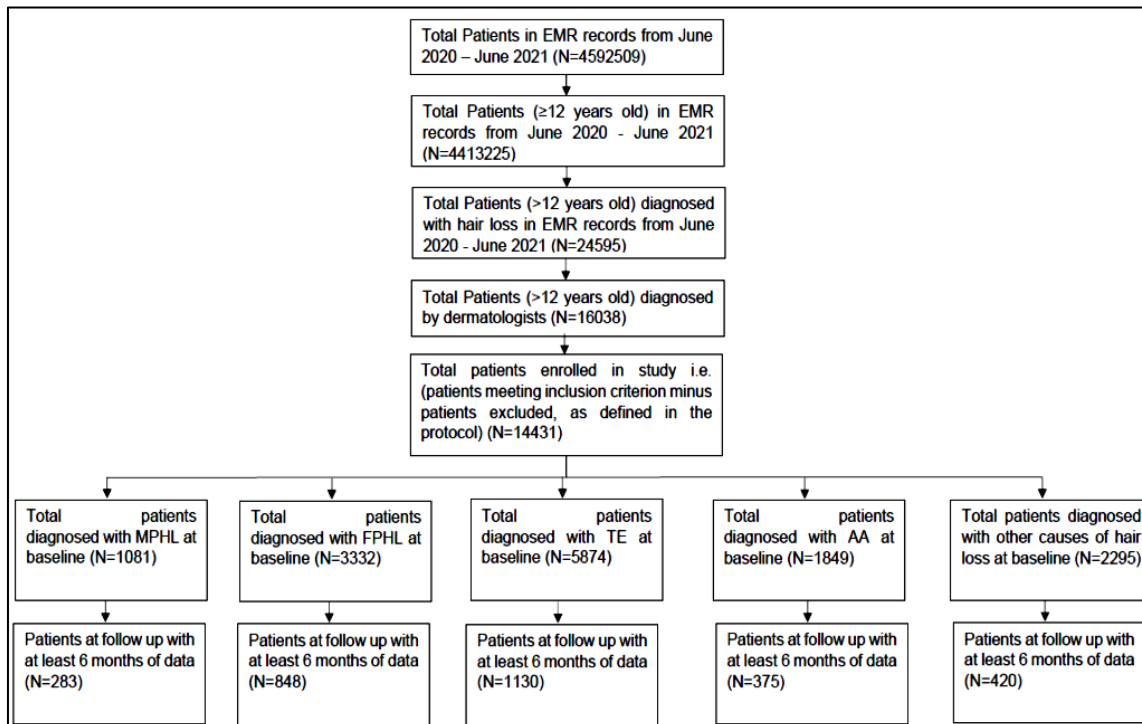 Total Patients in EMR records from June
2020 – June 2021 (N=4592509)
Total Patients (≥12 years old) in EMR
records from June 2020 - June 2021
(N=4413225)
Total Patients (>12 years old) diagnosed
with hair loss in EMR records from June
2020 - June 2021 (N=24595)
Total Patients (>12 years old) diagnosed
by dermatologists (N=16038)
Total patients enrolled in study i.e.
(patients meeting inclusion criterion minus
patients excluded, as defined in the
protocol) (N=14431)
Total patients
diagnosed with MPHL at
baseline (N=1081)
Total patients
diagnosed with FPHL at
baseline (N=3332)
Total patients
diagnosed with TE at
baseline (N=5874)
Total patients
diagnosed with AA at
baseline (N=1849)
Total patients diagnosed
with other causes of hair
loss at baseline (N=2295)
Patients at follow up with
at least 6 months of data
(N=283)
Patients at follow up with
at least 6 months of data
(N=848)
Patients at follow up with
at least 6 months of data
(N=1130)
Patients at follow up with
at least 6 months of data
(N=375)
Patients at follow up with
at least 6 months of data
(N=420)